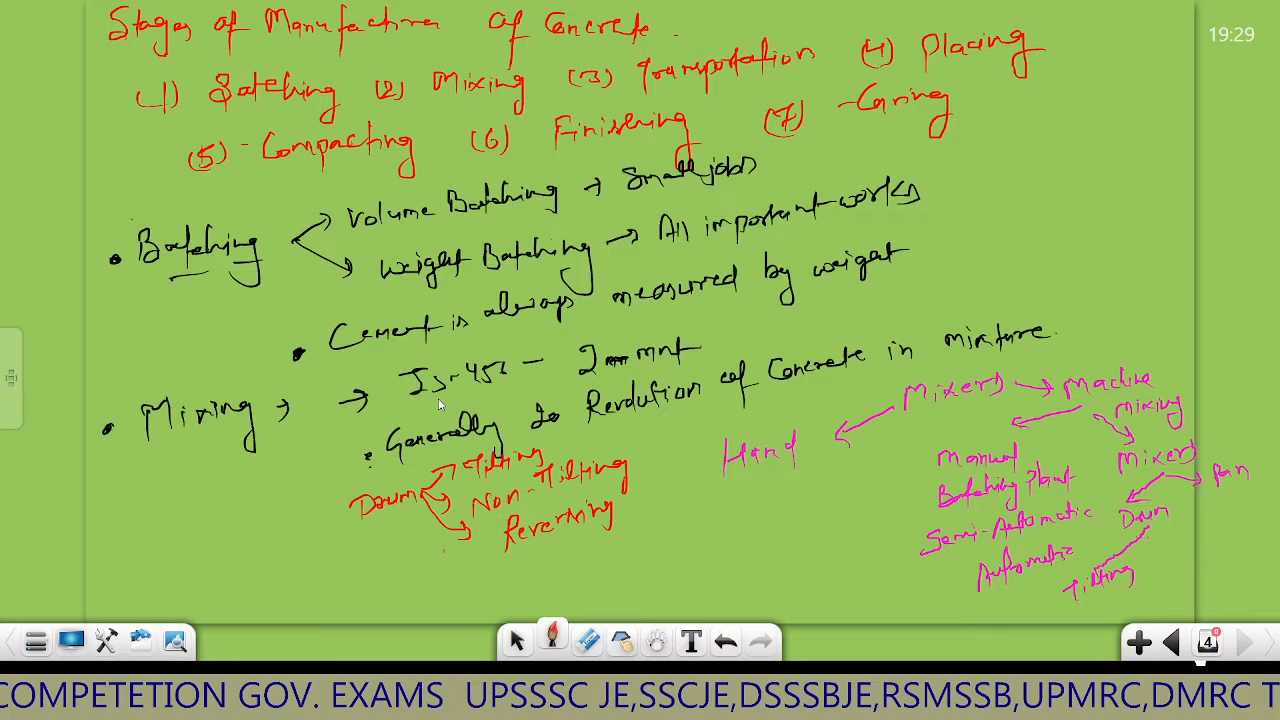 Stages of Manufacture of Concrete.
(1) Batching (2) Mixing (3) Transportation (4) Placing
(5) Compacting (6) Finishing (7) Curing
• Batching → Volume Batching → Small jobs
→ Weight Batching → All important works
• Cement is always measured by weight
• Mixing → → IS-456 - 2 mnt
• Generally 20 Revolution of Concrete in mixture.
Drum → Tilting
Non-Tilting
Reversing
Mixers → Machine Mixing
Hand
Manual
Batching Plant
Semi-Automatic
Automatic
Mixers
Pan
Drum
Tilting
19:29
T
4
COMPETETION GOV. EXAMS UPSSSC JE,SSCJE,DSSSBJE,RSMSSB,UPMRC,DMRC T